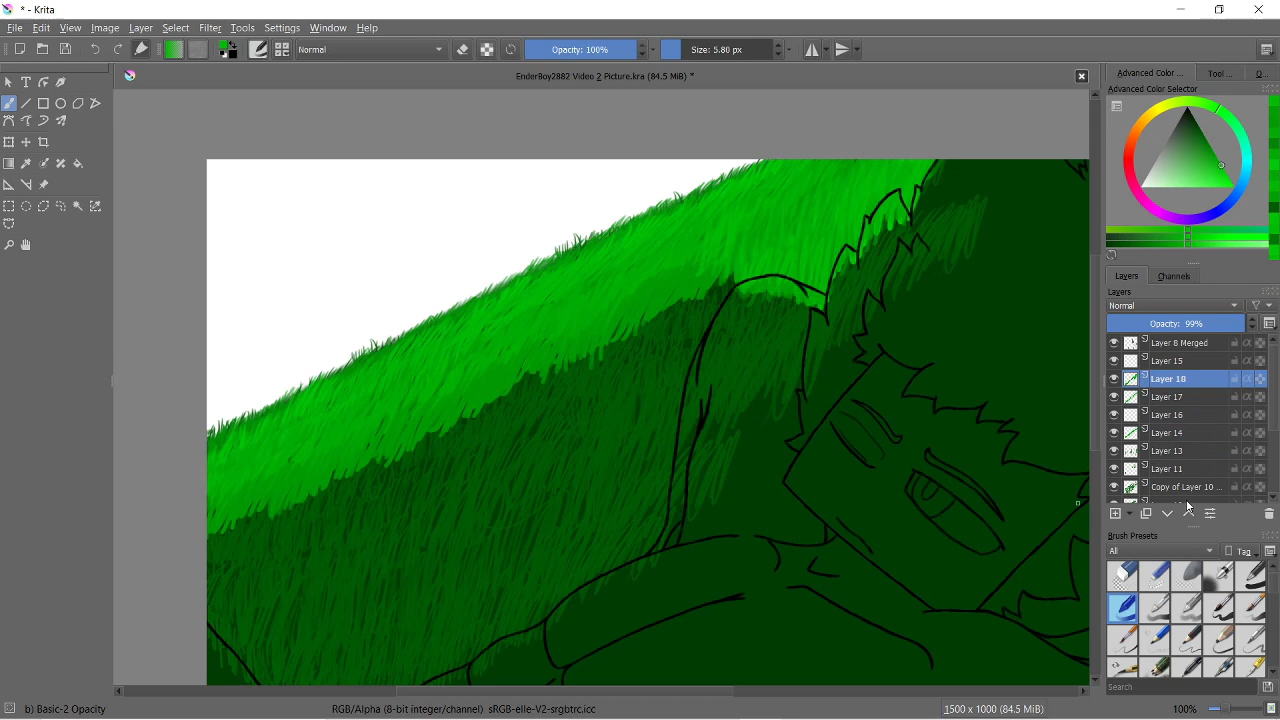 * - Krita
File Edit View Image Layer Select Filter Tools Settings Window Help
Normal Opacity: 100% Size: 5.80 px
EnderBoy2882 Video 2 Picture.kra (84.5 MiB) *
Advanced Color ... Tool ... O...
Advanced Color Selector
Layers Channels
Layers
Normal
Opacity: 99%
Layer 8 Merged
Layer 15
Layer 18
Layer 17
Layer 16
Layer 14
Layer 13
Layer 11
Copy of Layer 10 ...
Brush Presets
All Tag
Search
b) Basic-2 Opacity RGB/Alpha (8-bit integer/channel) sRGB-elle-V2-srgbtrc.icc 1500 x 1000 (84.5 MiB) 100%